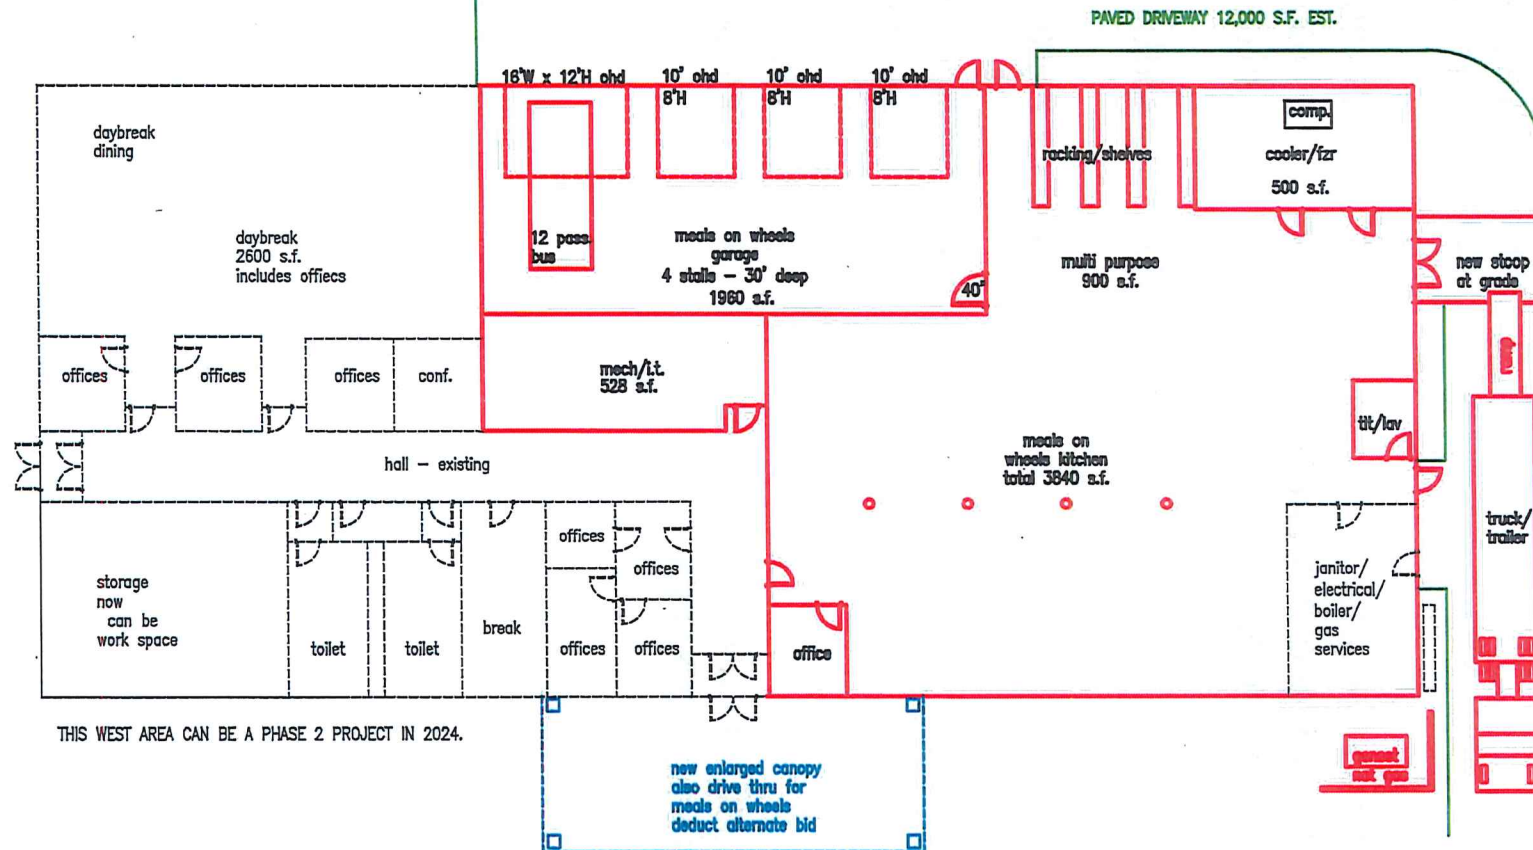 PAVED DRIVEWAY 12,000 S.F. EST.
16'W x 12'H ohd
10' ohd
8'H
10' ohd
8'H
10' ohd
8'H
comp.
daybreak
dining
racking/shelves
cooler/fzr
500 s.f.
daybreak
2600 s.f.
includes offiecs
12 pass.
bus
meals on wheels
garage
4 stalls – 30' deep
1960 s.f.
40"
multi purpose
900 s.f.
new stoop
at grade
offices
offices
offices
conf.
mech/i.t.
528 s.f.
tlt/lav
hall – existing
meals on
wheels kitchen
total 3840 s.f.
truck/
trailer
storage
now
can be
work space
toilet
toilet
break
offices
offices
offices
offices
office
janitor/
electrical/
boiler/
gas
services
THIS WEST AREA CAN BE A PHASE 2 PROJECT IN 2024.
new enlarged canopy
also drive thru for
meals on wheels
deduct alternate bid
genset
nat gas